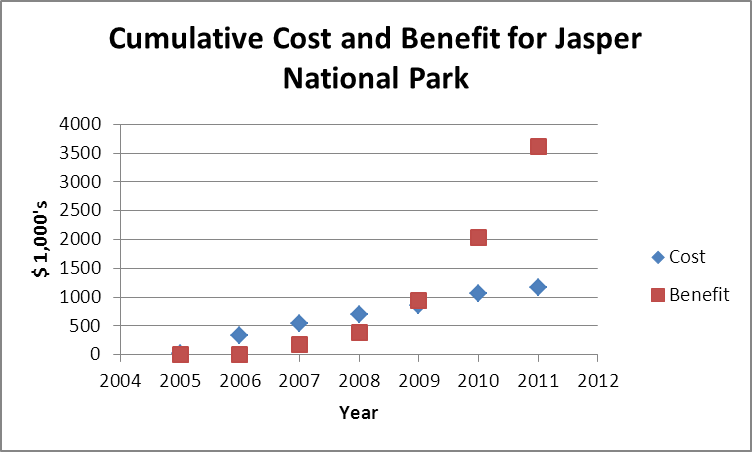 Cumulative Cost and Benefit for Jasper
National Park
4000
3500
3000
2500
2000
1500
1000
500
0
$ 1,000's
2004 2005 2006 2007 2008 2009 2010 2011 2012
Year
Cost
Benefit